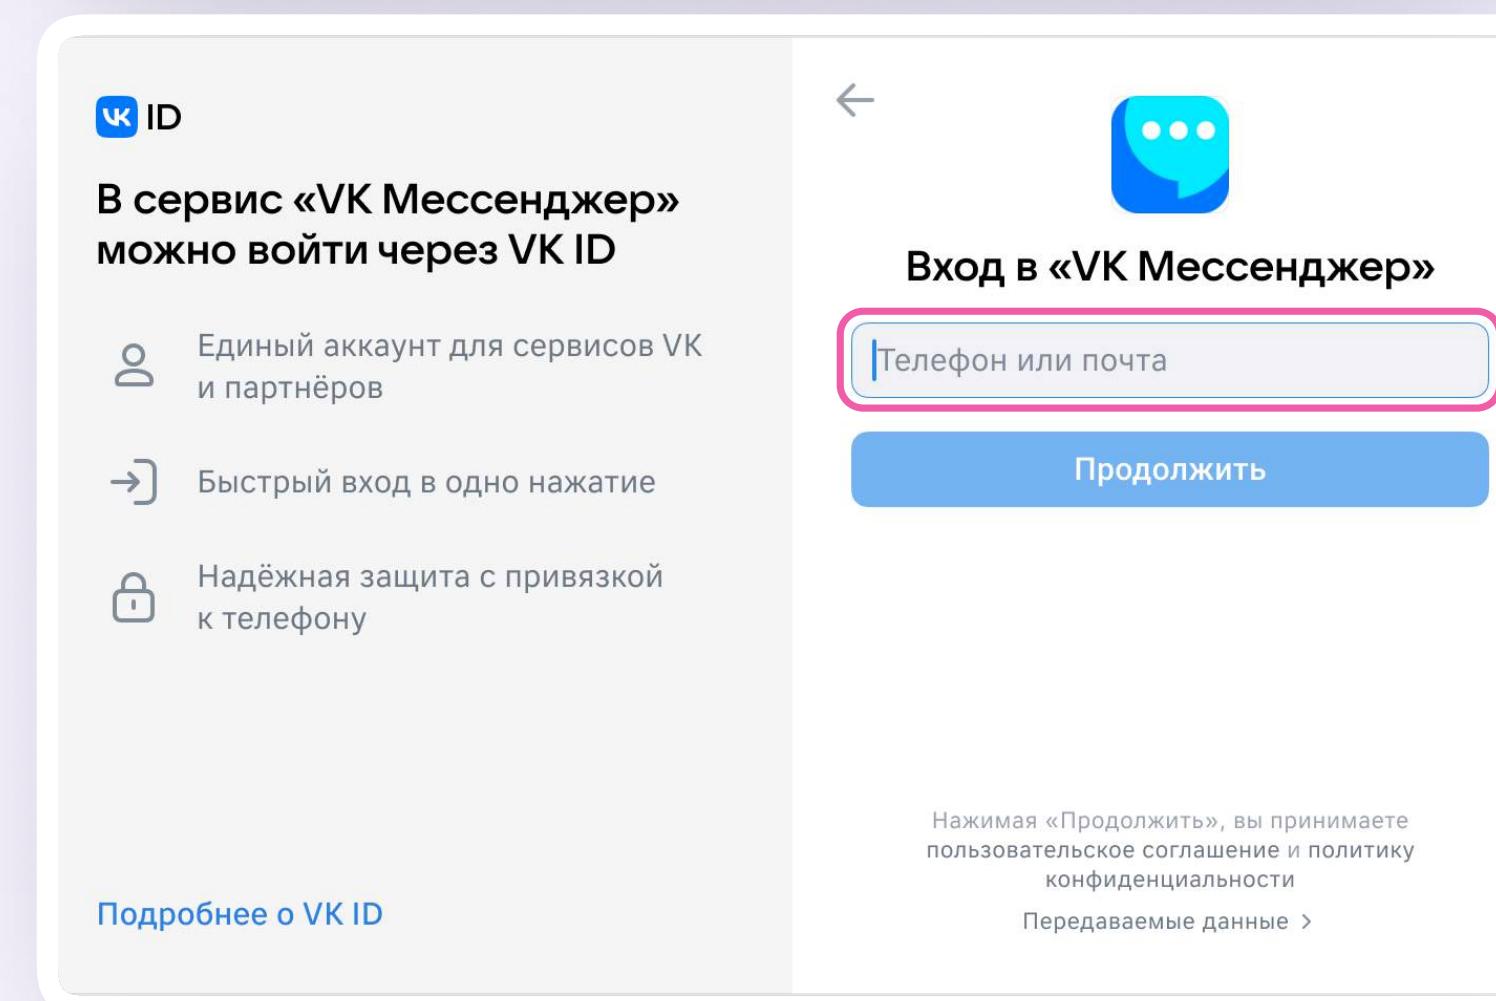 VK ID
В сервис «VK Мессенджер»
можно войти через VK ID
Единый аккаунт для сервисов VK
и партнёров
Быстрый вход в одно нажатие
Надёжная защита с привязкой
к телефону
Подробнее о VK ID
Вход в «VK Мессенджер»
Телефон или почта
Продолжить
Нажимая «Продолжить», вы принимаете
пользовательское соглашение и политику
конфиденциальности
Передаваемые данные >